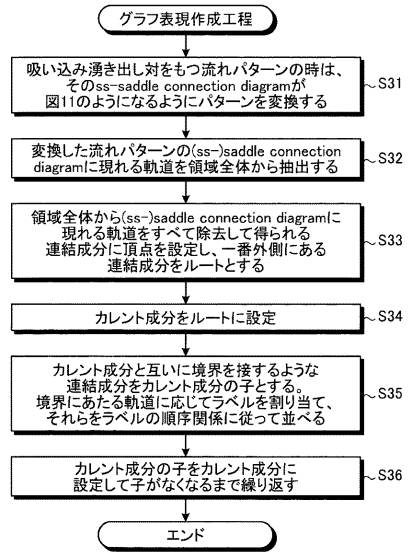 グラフ表現作成工程
吸い込み湧き出し対をもつ流れパターンの時は、
そのss-saddle connection diagramが
図11のようになるようにパターンを変換する
S31
変換した流れパターンの(ss-)saddle connection
diagramに現れる軌道を領域全体から抽出する
S32
領域全体から(ss-)saddle connection diagramに
現れる軌道をすべて除去して得られる
連結成分に頂点を設定し、一番外側にある
連結成分をルートとする
S33
カレント成分をルートに設定
S34
カレント成分と互いに境界を接するような
連結成分をカレント成分の子とする。
境界にあたる軌道に応じてラベルを割り当て、
それらをラベルの順序関係に従って並べる
S35
カレント成分の子をカレント成分に
設定して子がなくなるまで繰り返す
S36
エンド